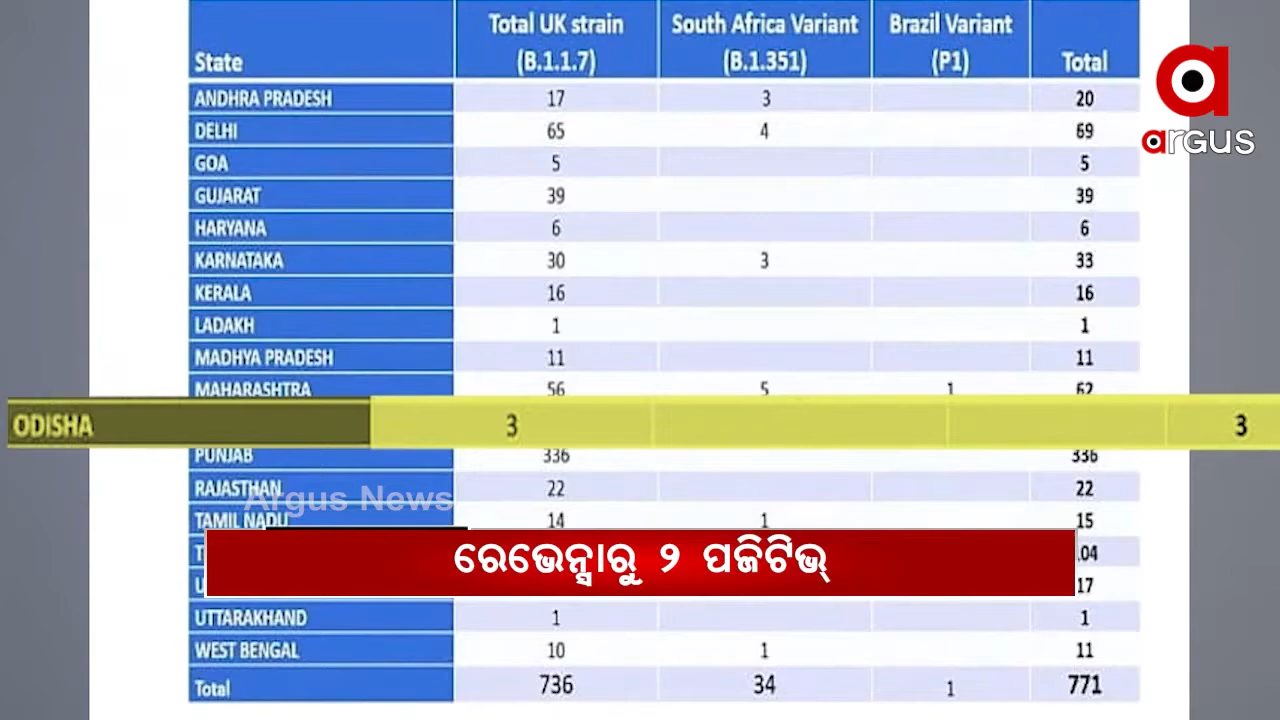 State Total UK strain (B.1.1.7) South Africa Variant (B.1.351) Brazil Variant (P1) Total
argus
ANDHRA PRADESH 17 3 20
DELHI 65 4 69
GOA 5 5
GUJARAT 39 39
HARYANA 6 6
KARNATAKA 30 3 33
KERALA 16 16
LADAKH 1 1
MADHYA PRADESH 11 11
MAHARASHTRA 56 5 1 62
ODISHA 3 3
PUNJAB 336 336
RAJASTHAN 22 22
Argus News
TAMIL NADU 14 1 15
ରେଭେନ୍ସାରୁ ୨ ପଜିଟିଭ୍
17
UTTARAKHAND 1 1
WEST BENGAL 10 1 11
Total 736 34 1 771